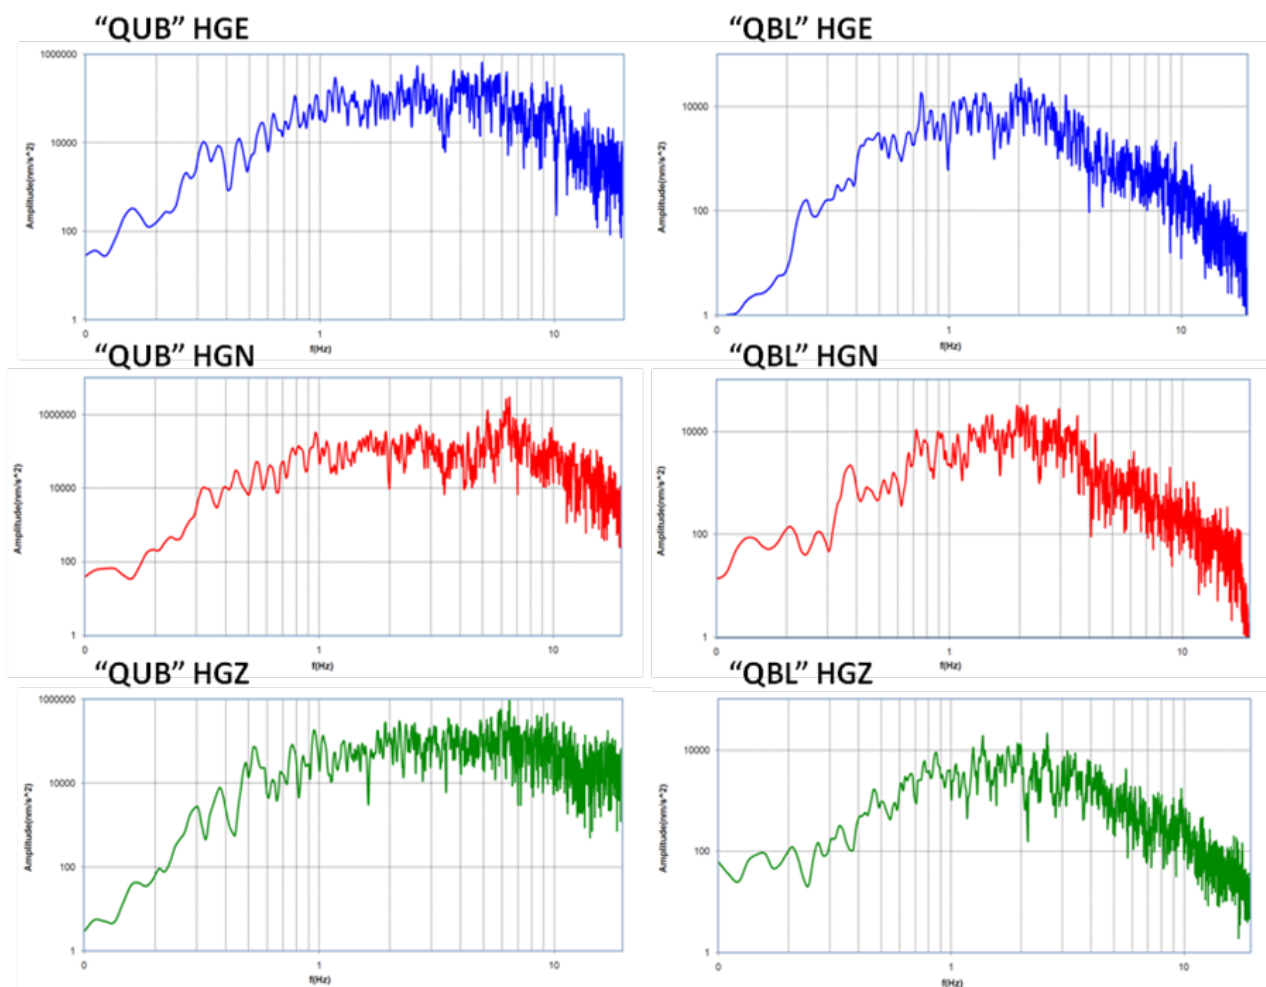 “QUB” HGE
1000000
10000
100
1
Amplitude(nm/s^2)
0 1 10
f(Hz)
“QBL” HGE
10000
100
1
Amplitude(nm/s^2)
0 1 10
f(Hz)
“QUB” HGN
1000000
10000
100
1
Amplitude(nm/s^2)
0 1 10
f(Hz)
“QBL” HGN
10000
100
1
Amplitude(nm/s^2)
0 1 10
f(Hz)
“QUB” HGZ
1000000
10000
100
1
Amplitude(nm/s^2)
0 1 10
f(Hz)
“QBL” HGZ
10000
100
1
Amplitude(nm/s^2)
0 1 10
f(Hz)